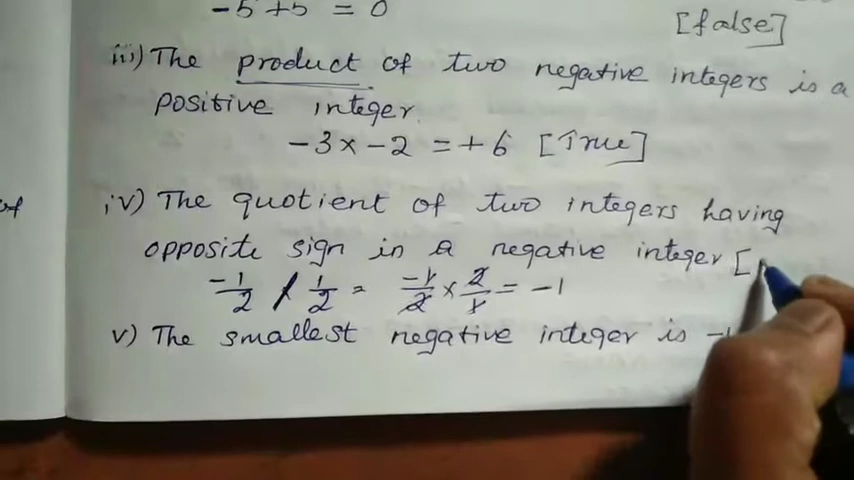 -5 +5 = 0
[false]
iii) The product of two negative integers is a
positive integer.
-3 x -2 = +6 [True]
of
iv) The quotient of two integers having
opposite sign in a negative integer [
-1/2 / 1/2 = -1/2 x 2/1 = -1
v) The smallest negative integer is -1